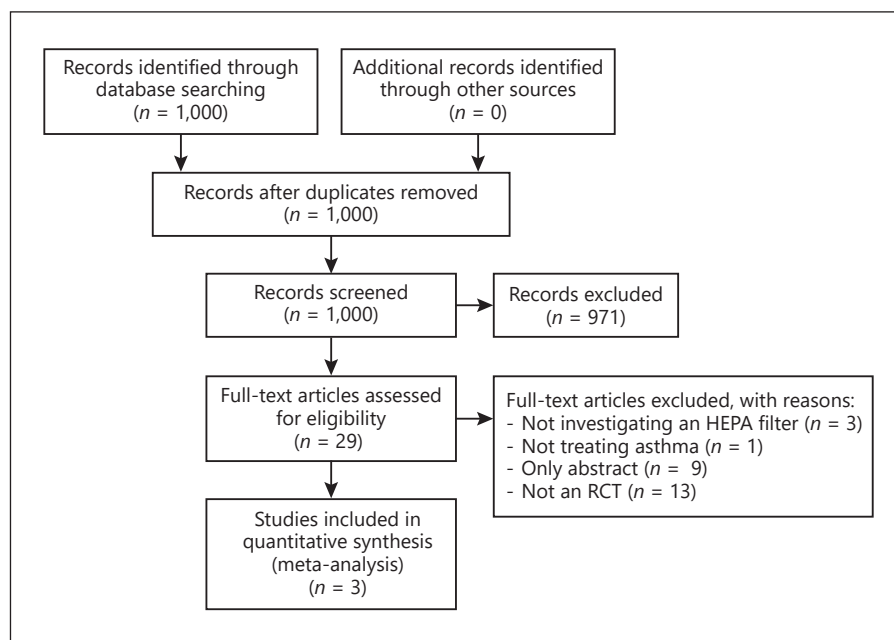 Records identified through
database searching
(n = 1,000)
Additional records identified
through other sources
(n = 0)
Records after duplicates removed
(n = 1,000)
Records screened
(n = 1,000)
Records excluded
(n = 971)
Full-text articles assessed
for eligibility
(n = 29)
Full-text articles excluded, with reasons:
- Not investigating an HEPA filter (n = 3)
- Not treating asthma (n = 1)
- Only abstract (n = 9)
- Not an RCT (n = 13)
Studies included in
quantitative synthesis
(meta-analysis)
(n = 3)